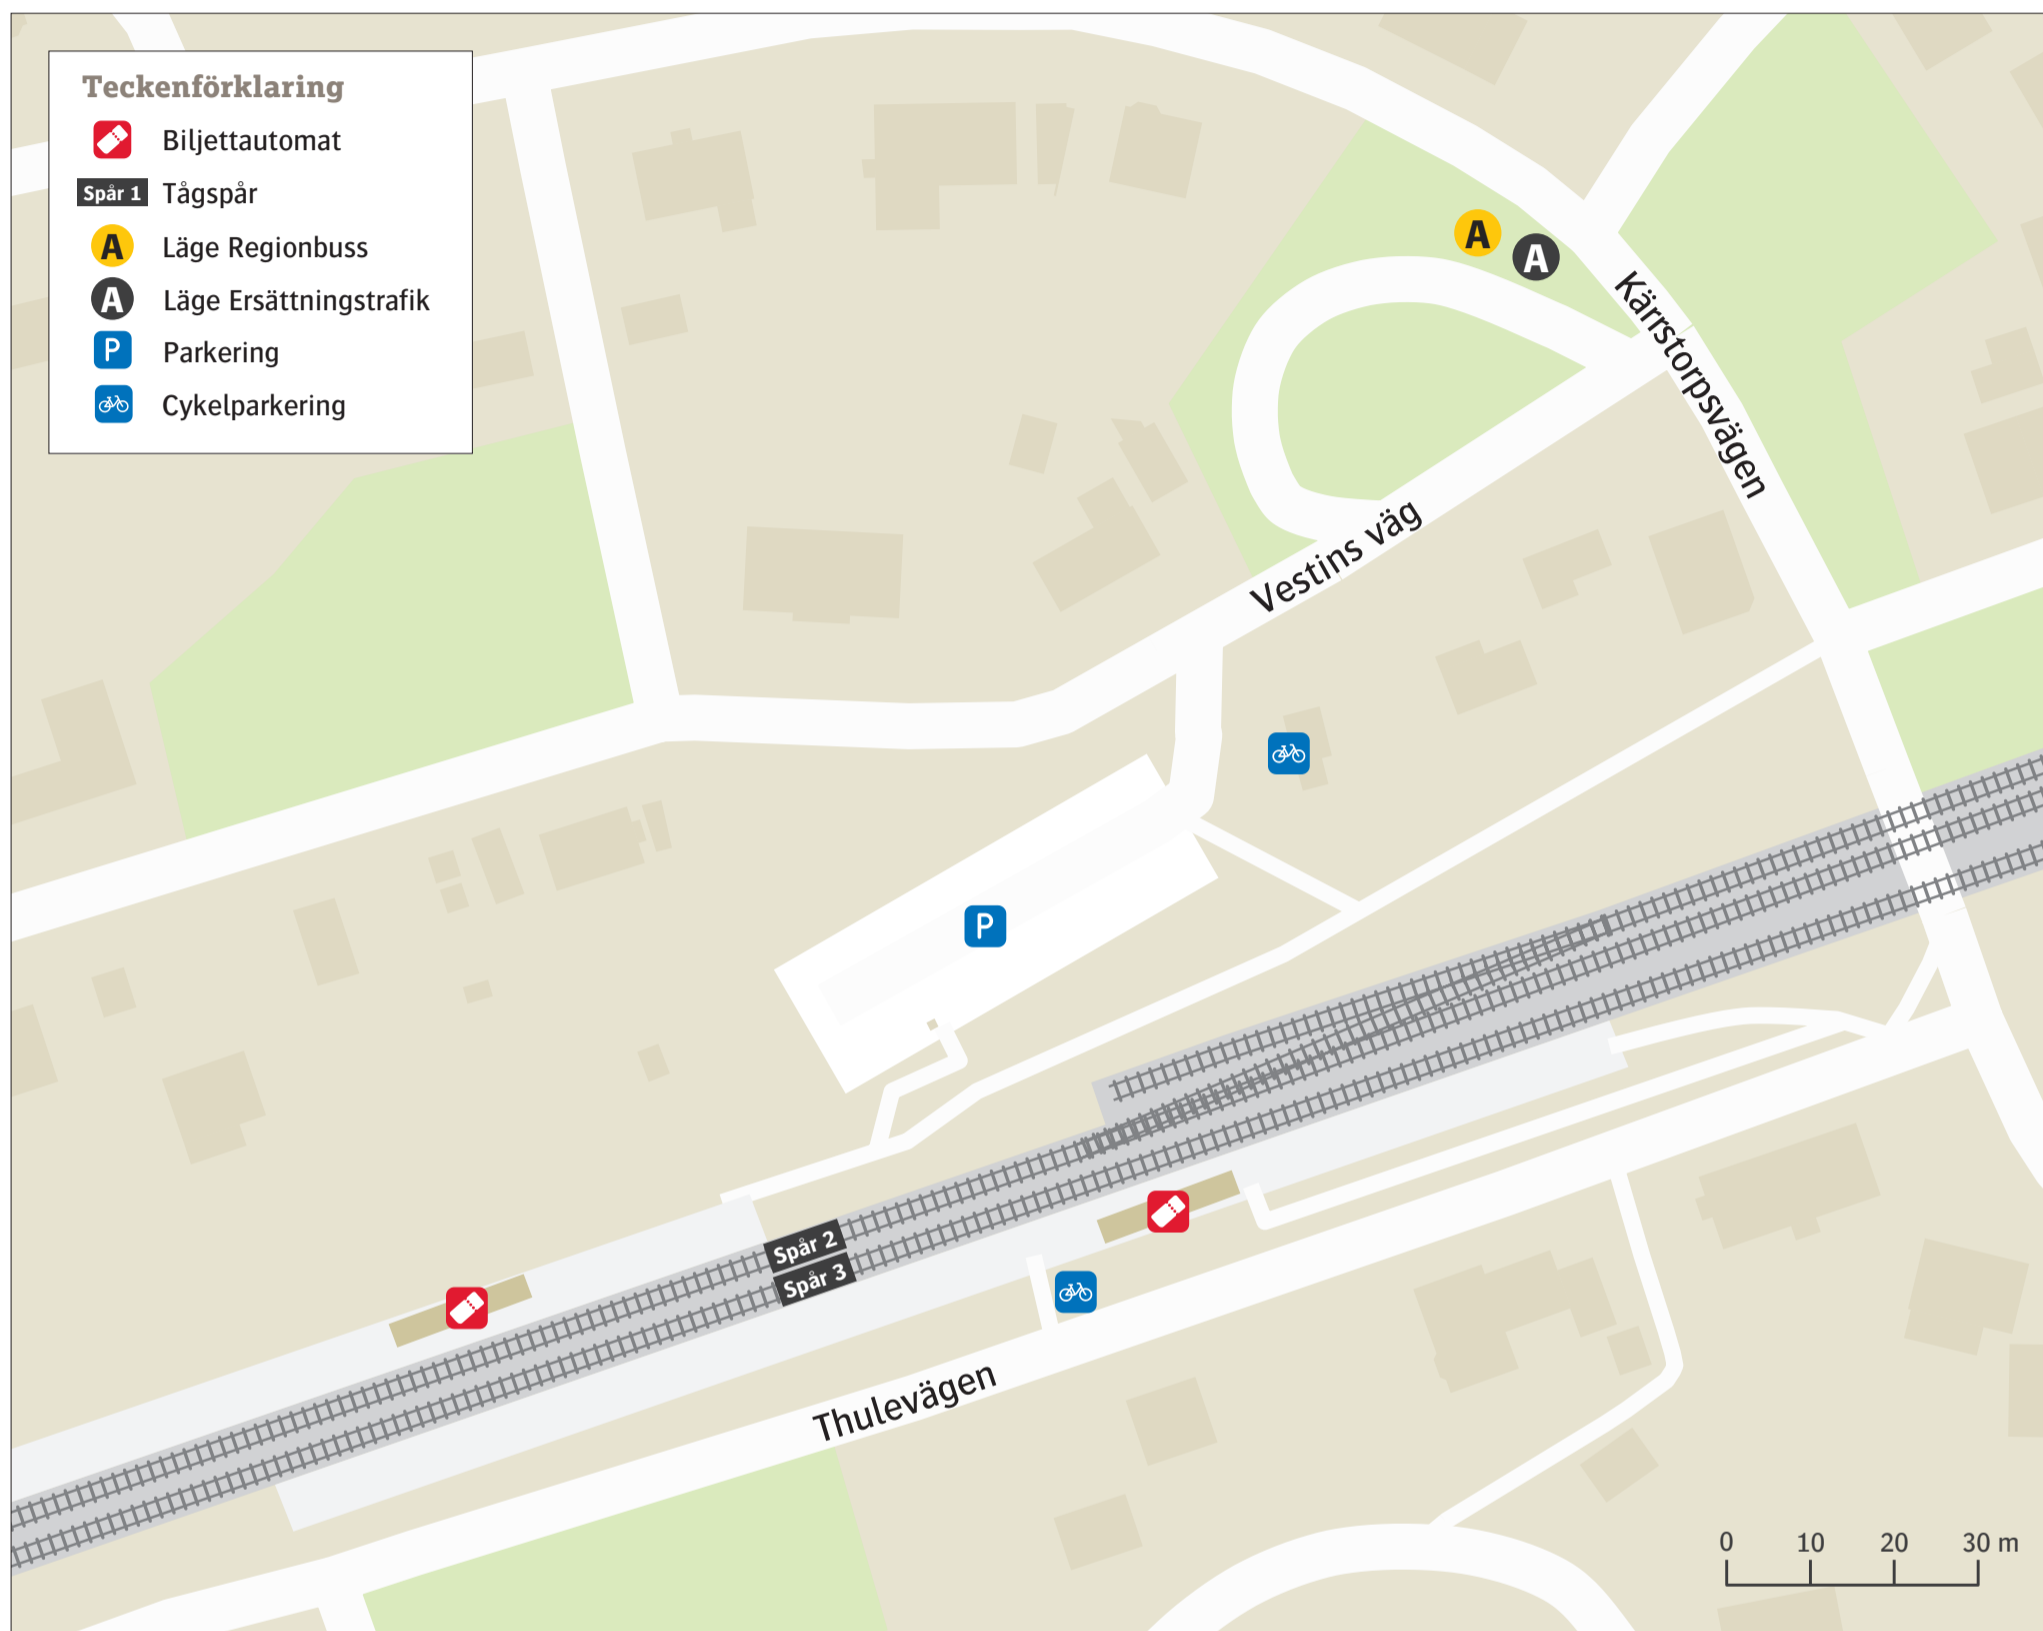 Teckenförklaring
Biljettautomat
Spår 1 Tågspår
A Läge Regionbuss
A Läge Ersättningstrafik
P Parkering
Cykelparkering
A
A
Kärrstorpsvägen
Vestins väg
P
Spår 2
Spår 3
Thulevägen
0 10 20 30 m